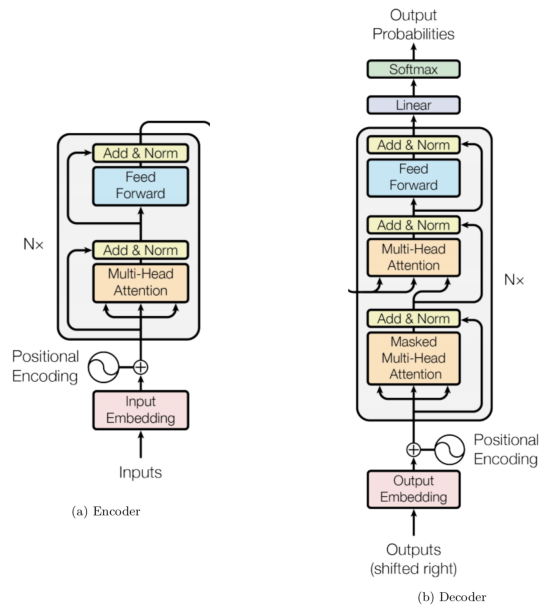 Add & Norm
Feed
Forward
Nx
Add & Norm
Multi-Head
Attention
Positional
Encoding
Input
Embedding
Inputs
(a) Encoder
Output
Probabilities
Softmax
Linear
Add & Norm
Feed
Forward
Add & Norm
Multi-Head
Attention
Nx
Add & Norm
Masked
Multi-Head
Attention
Positional
Encoding
Output
Embedding
Outputs
(shifted right)
(b) Decoder